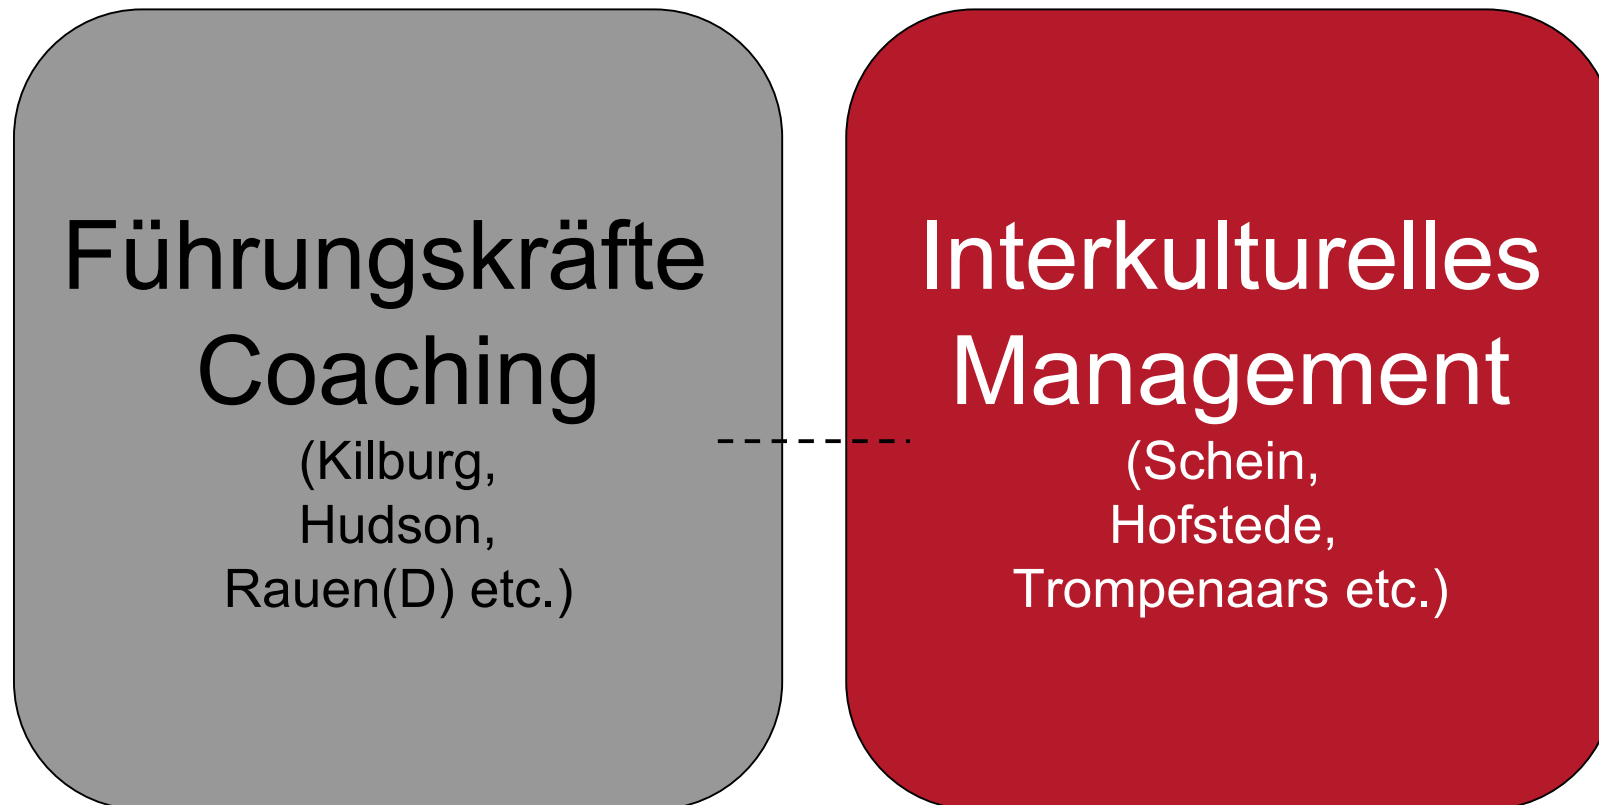 Führungskräfte
Coaching
(Kilburg,
Hudson,
Rauen(D) etc.)
Interkulturelles
Management
(Schein,
Hofstede,
Trompenaars etc.)